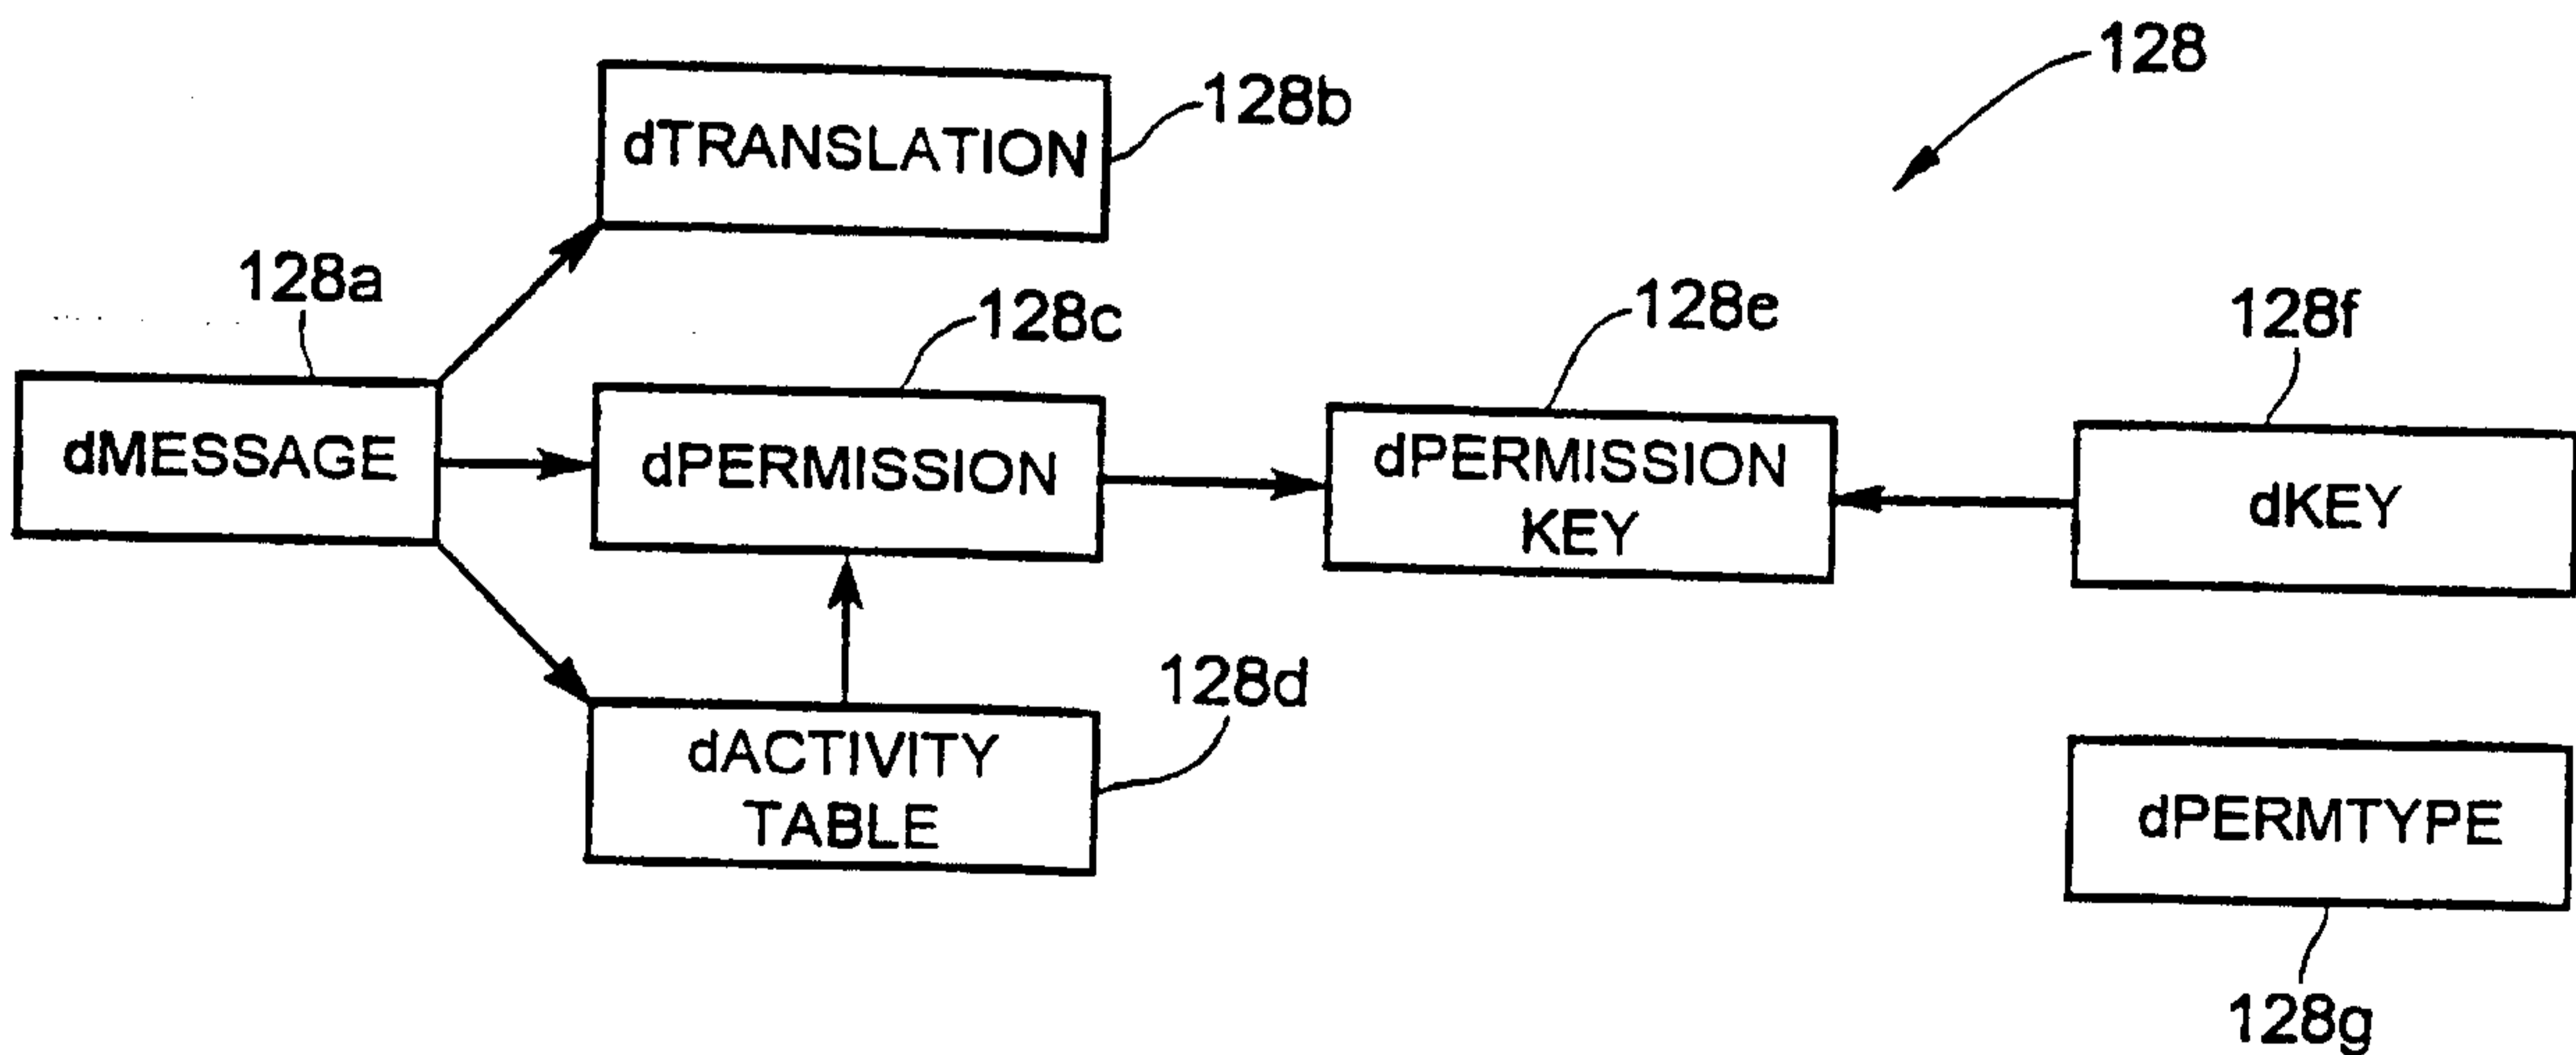 128
dTRANSLATION
128b
128a
128c
128e
128f
dMESSAGE
dPERMISSION
dPERMISSION
KEY
dKEY
128d
dACTIVITY
TABLE
dPERMTYPE
128g